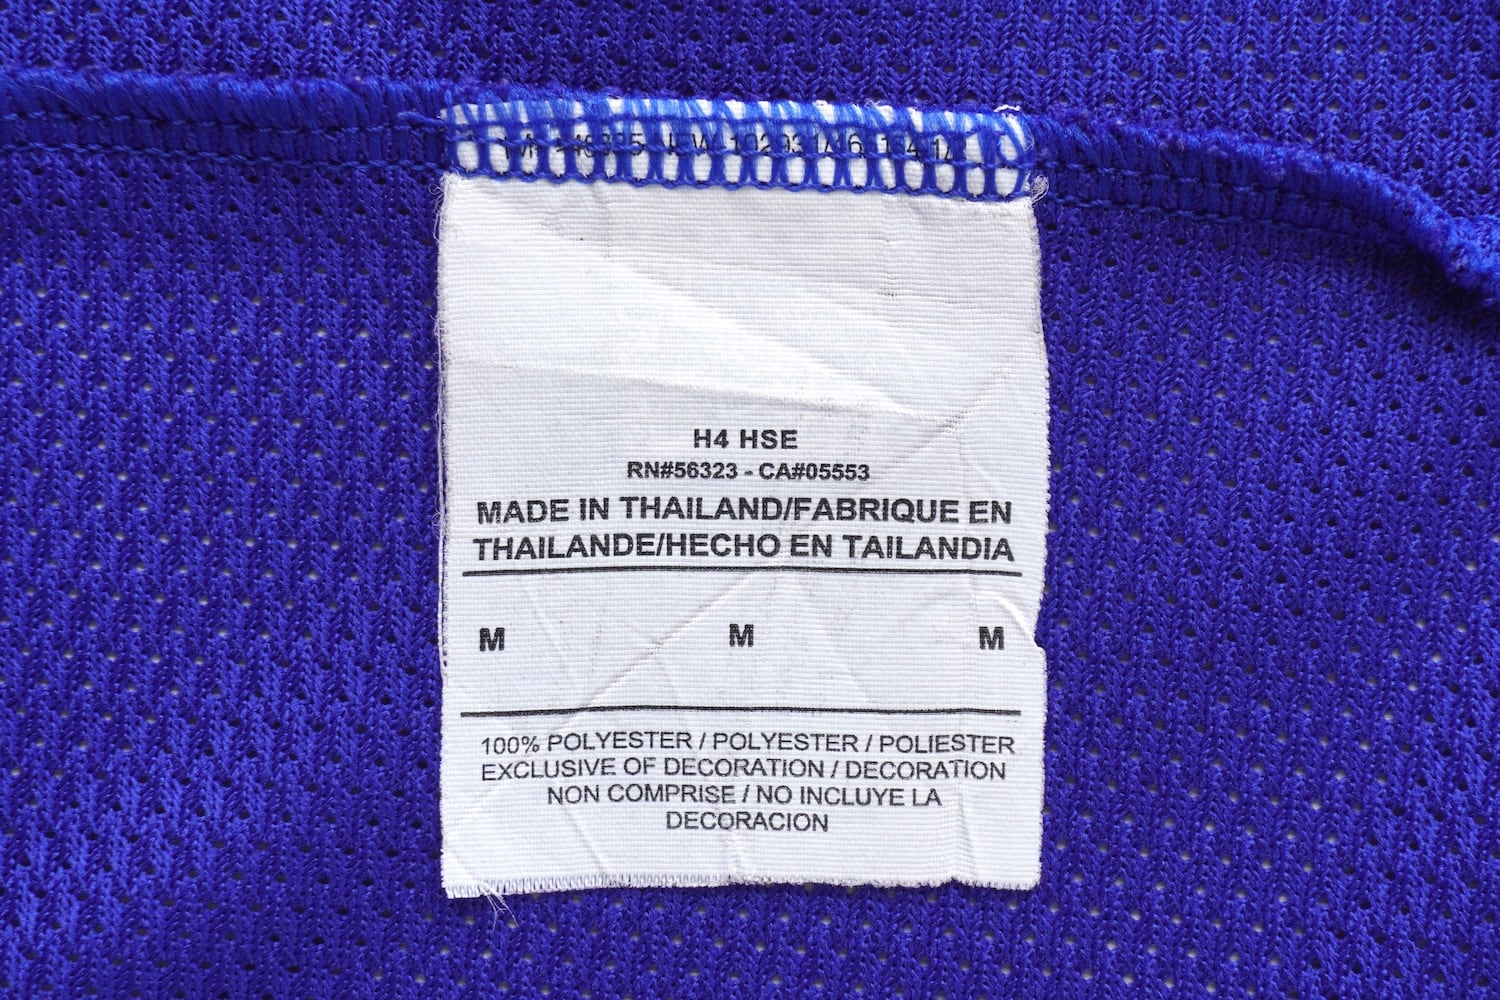 H4 HSE
RN#56323 - CA#05553
MADE IN THAILAND/FABRIQUE EN
THAILANDE/HECHO EN TAILANDIA
M M M
100% POLYESTER / POLYESTER / POLIESTER
EXCLUSIVE OF DECORATION / DECORATION
NON COMPRISE / NO INCLUYE LA
DECORACION